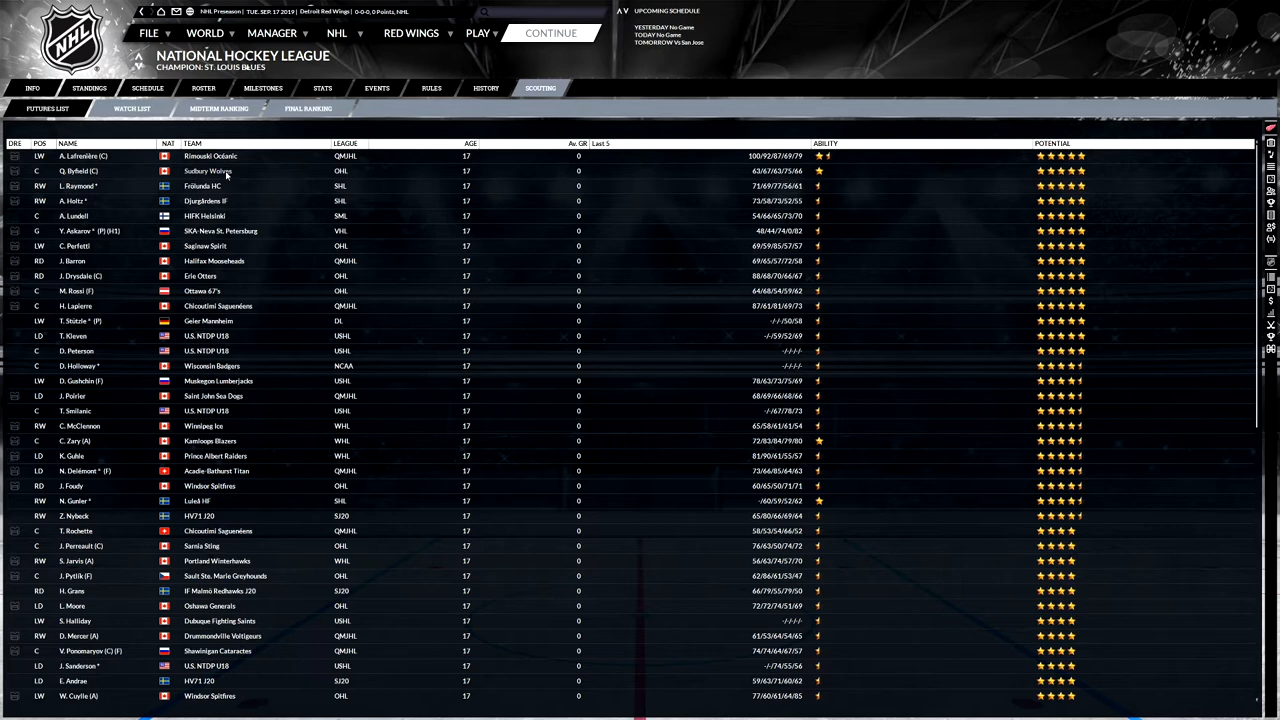 NHL Preseason | TUE. SEP. 17 2019 | Detroit Red Wings | 0-0-0, 0 Points, NHL
UPCOMING SCHEDULE
YESTERDAY No Game
TODAY No Game
TOMORROW Vs San Jose
NHL
FILE WORLD MANAGER NHL RED WINGS PLAY CONTINUE
NATIONAL HOCKEY LEAGUE
CHAMPION: ST. LOUIS BLUES
INFO STANDINGS SCHEDULE ROSTER MILESTONES STATS EVENTS RULES HISTORY SCOUTING
FUTURES LIST WATCH LIST MIDTERM RANKING FINAL RANKING
DRE POS NAME NAT TEAM LEAGUE AGE Av. GR Last 5 ABILITY POTENTIAL
LW A. Lafrenière (C) Rimouski Océanic QMJHL 17 0 100/92/87/69/79
C Q. Byfield (C) Sudbury Wolves OHL 17 0 63/67/63/75/66
RW L. Raymond * Frölunda HC SHL 17 0 71/69/77/56/61
RW A. Holtz * Djurgårdens IF SHL 17 0 73/58/73/52/55
C A. Lundell HIFK Helsinki SML 17 0 54/66/65/73/70
G Y. Askarov * (P) (H1) SKA-Neva St. Petersburg VHL 17 0 48/44/74/0/82
LW C. Perfetti Saginaw Spirit OHL 17 0 69/59/85/57/57
RD J. Barron Halifax Mooseheads QMJHL 17 0 69/65/57/72/58
RD J. Drysdale (C) Erie Otters OHL 17 0 88/68/70/66/67
C M. Rossi (F) Ottawa 67's OHL 17 0 64/68/54/59/62
C H. Lapierre Chicoutimi Saguenéens QMJHL 17 0 87/61/81/69/73
LW T. Stützle * (P) Geier Mannheim DL 17 0 -/-/-/50/58
LD T. Kleven U.S. NTDP U18 USHL 17 0 -/-/59/52/69
C D. Peterson U.S. NTDP U18 USHL 17 0 -/-/-/-/-
C D. Holloway * Wisconsin Badgers NCAA 17 0 -/-/-/-/-
LW D. Gushchin (F) Muskegon Lumberjacks USHL 17 0 78/63/73/75/69
LD J. Poirier Saint John Sea Dogs QMJHL 17 0 68/69/66/68/66
C T. Smilanic U.S. NTDP U18 USHL 17 0 -/-/67/78/73
RW C. McClennon Winnipeg Ice WHL 17 0 65/58/61/61/54
C C. Zary (A) Kamloops Blazers WHL 17 0 72/83/84/79/80
LD K. Guhle Prince Albert Raiders WHL 17 0 81/90/61/55/57
LD N. Delémont * (F) Acadie-Bathurst Titan QMJHL 17 0 73/66/85/64/63
RD J. Foudy Windsor Spitfires OHL 17 0 60/65/50/71/71
RW N. Gunler * Luleå HF SHL 17 0 -/60/59/52/62
RW Z. Nybeck HV71 J20 SJ20 17 0 65/80/66/69/64
C T. Rochette Chicoutimi Saguenéens QMJHL 17 0 58/53/54/66/52
C J. Perreault (C) Sarnia Sting OHL 17 0 76/63/50/74/72
RW S. Jarvis (A) Portland Winterhawks WHL 17 0 56/63/74/57/70
C J. Pytlík (F) Sault Ste. Marie Greyhounds OHL 17 0 62/86/61/53/47
RD H. Grans IF Malmö Redhawks J20 SJ20 17 0 66/79/55/79/50
LD L. Moore Oshawa Generals OHL 17 0 72/72/74/51/69
LW S. Halliday Dubuque Fighting Saints USHL 17 0 -/-/-/-/-
RW D. Mercer (A) Drummondville Voltigeurs QMJHL 17 0 61/53/64/54/65
C V. Ponomaryov (C) (F) Shawinigan Cataractes QMJHL 17 0 74/74/64/67/57
LD J. Sanderson * U.S. NTDP U18 USHL 17 0 -/-/74/55/56
LD E. Andrae HV71 J20 SJ20 17 0 59/63/71/60/62
LW W. Cuylle (A) Windsor Spitfires OHL 17 0 77/60/61/64/85